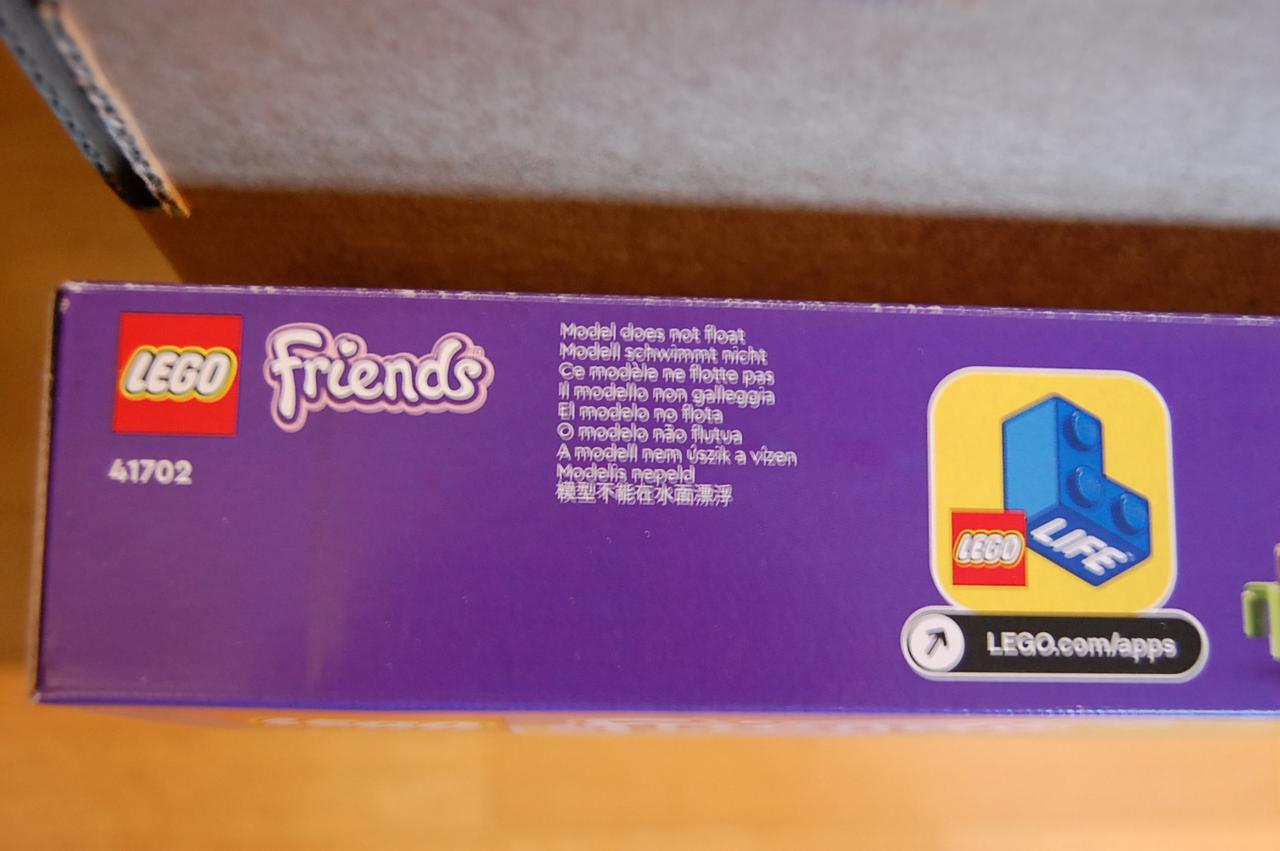 LEGO Friends
41702
Model does not float
Modell schwimmt nicht
Ce modèle ne flotte pas
Il modello non galleggia
El modelo no flota
O modelo não flutua
A modell nem úszik a vízen
Modelis nepeld
模型不能在水面漂浮
LEGO LIFE
LEGO.com/apps